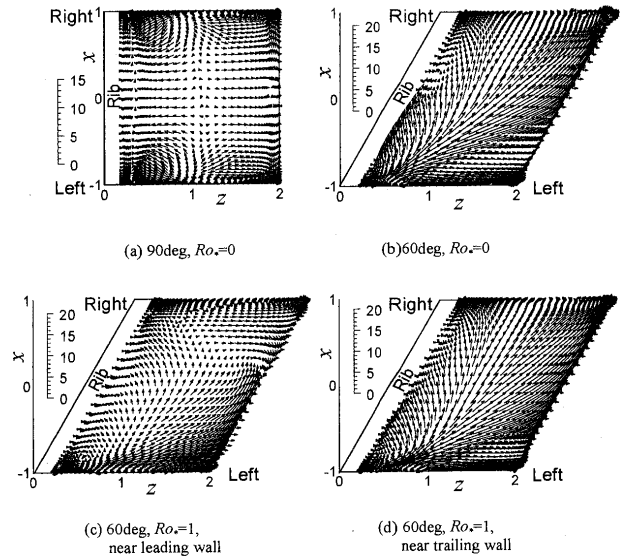 Right 1
x
15
10
5
0
0
Rib
Left -1
0 1 2
z
(a) 90deg, Ro*=0
1 Right
x
20
15
10
5
0
0
Rib
-1
0 1 2 Left
z
(b)60deg, Ro*=0
1 Right
x
20
15
10
5
0
0
Rib
-1
0 1 2 Left
z
(c) 60deg, Ro*=1,
near leading wall
1 Right
x
20
15
10
5
0
0
Rib
-1
0 1 2 Left
z
(d) 60deg, Ro*=1,
near trailing wall